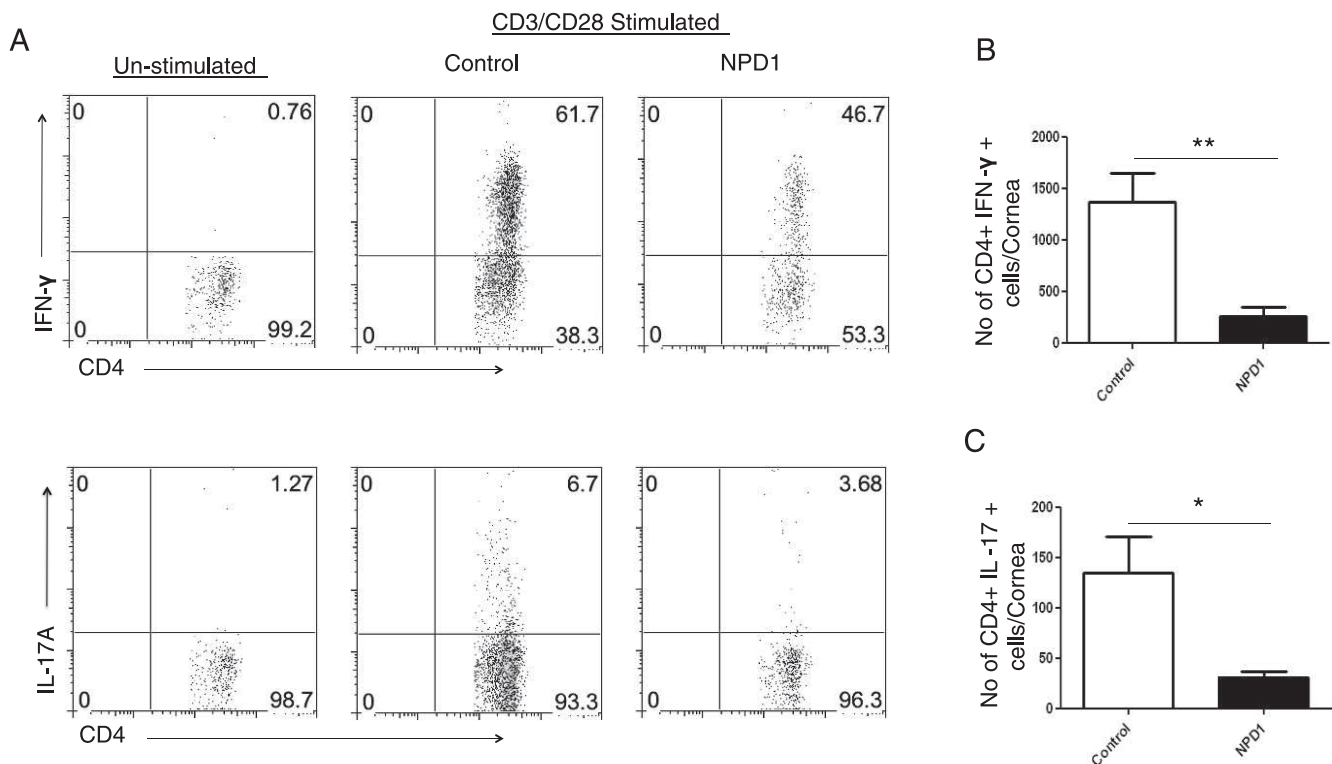 A
CD3/CD28 Stimulated
Un-stimulated
Control
NPD1
0 0.76
0 99.2
0 61.7
0 38.3
0 46.7
0 53.3
IFN-γ
CD4
0 1.27
0 98.7
0 6.7
0 93.3
0 3.68
0 96.3
IL-17A
CD4
B
No of CD4+ IFN-γ +
cells/Cornea
2000
1500
1000
500
0
**
Control
NPD1
C
No of CD4+ IL-17 +
cells/Cornea
200
150
100
50
0
*
Control
NPD1